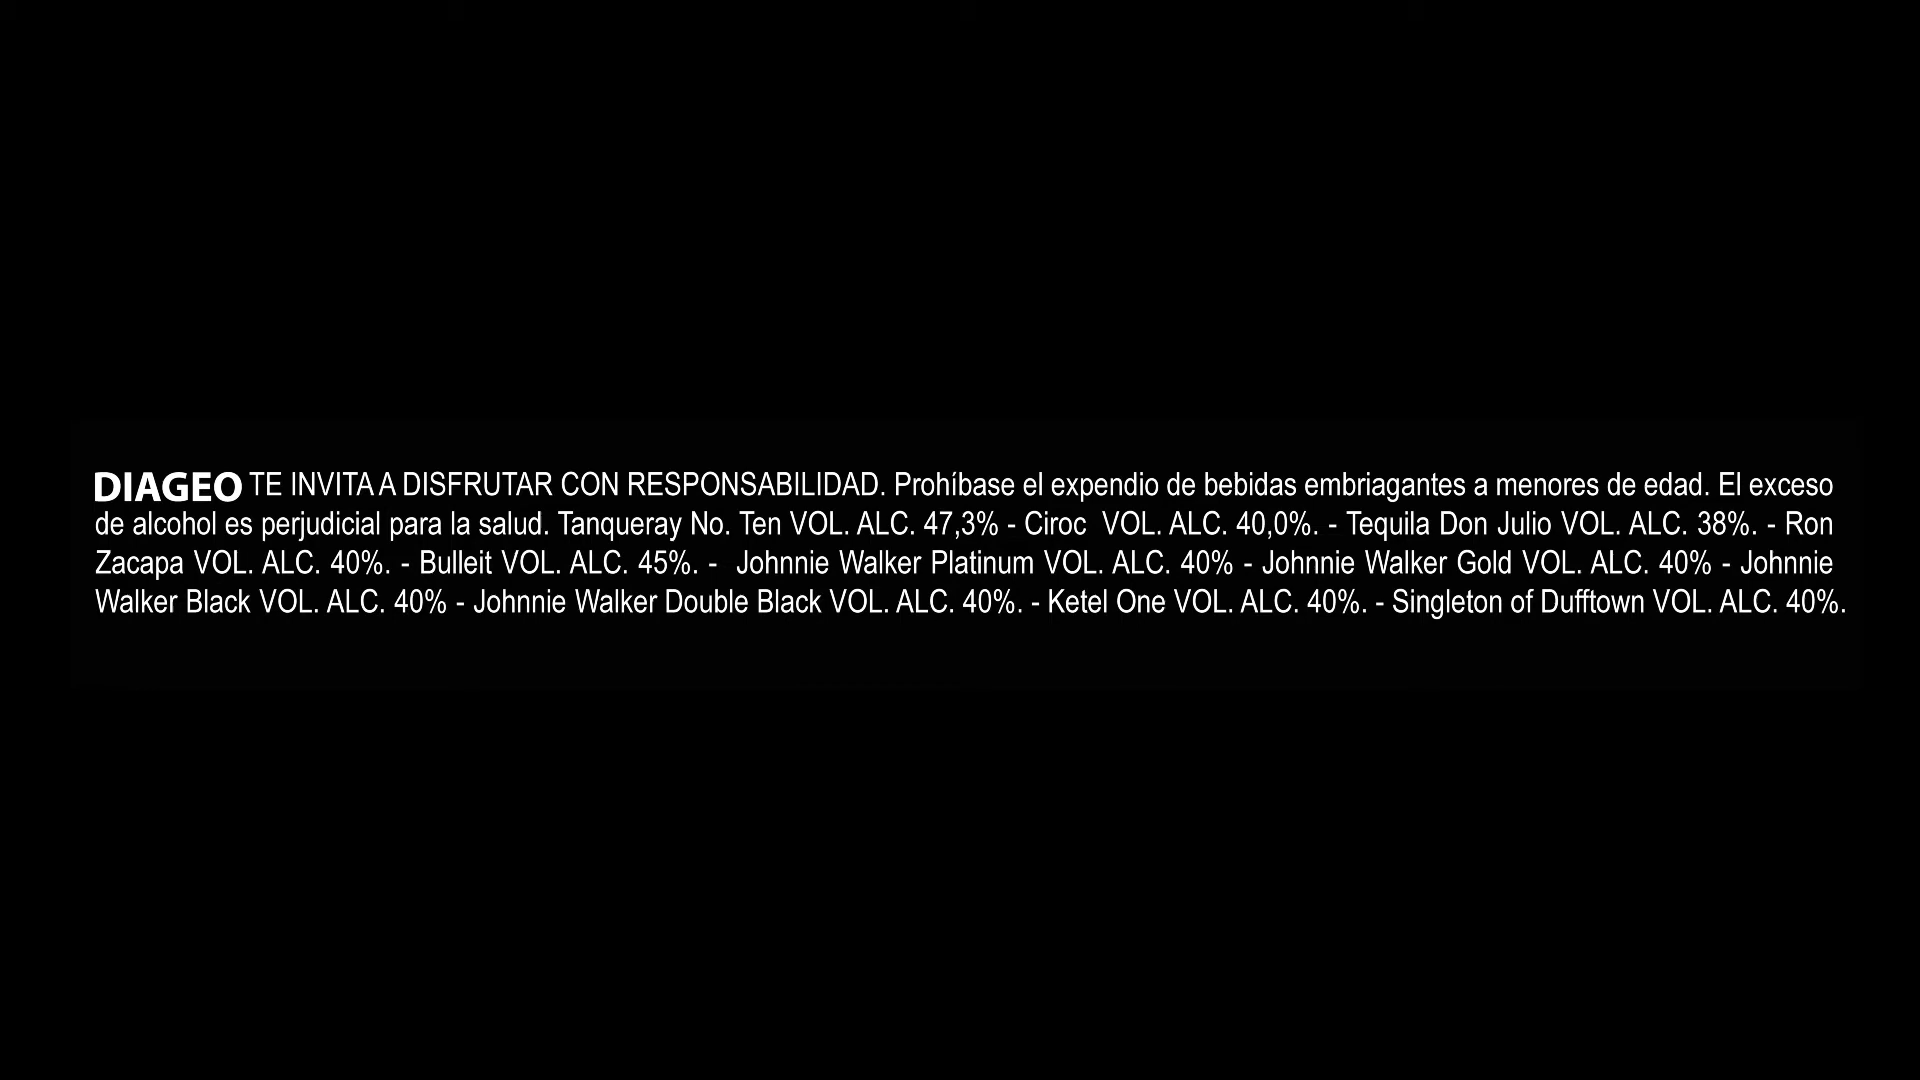 DIAGEO TE INVITA A DISFRUTAR CON RESPONSABILIDAD. Prohíbase el expendio de bebidas embriagantes a menores de edad. El exceso
de alcohol es perjudicial para la salud. Tanqueray No. Ten VOL. ALC. 47,3% - Ciroc  VOL. ALC. 40,0%. - Tequila Don Julio VOL. ALC. 38%. - Ron
Zacapa VOL. ALC. 40%. - Bulleit VOL. ALC. 45%. -  Johnnie Walker Platinum VOL. ALC. 40% - Johnnie Walker Gold VOL. ALC. 40% - Johnnie
Walker Black VOL. ALC. 40% - Johnnie Walker Double Black VOL. ALC. 40%. - Ketel One VOL. ALC. 40%. - Singleton of Dufftown VOL. ALC. 40%.